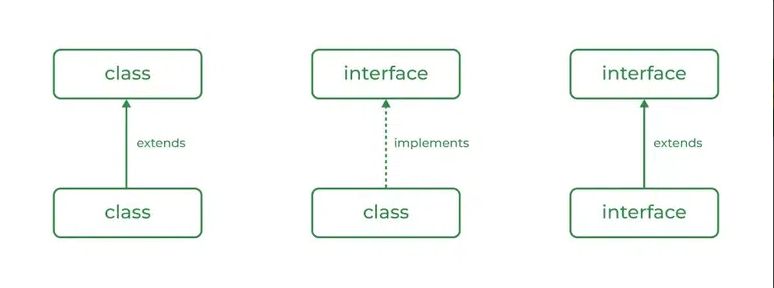 class
interface
interface
extends
implements
extends
class
class
interface